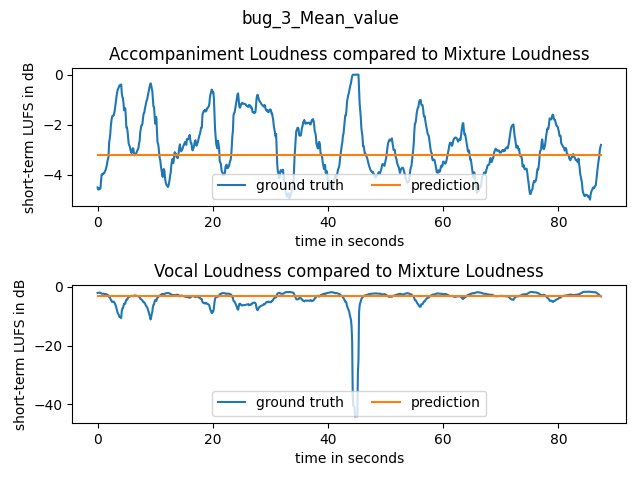 bug_3_Mean_value
Accompaniment Loudness compared to Mixture Loudness
short-term LUFS in dB
0
−2
−4
ground truth
prediction
0
20
40
60
80
time in seconds
Vocal Loudness compared to Mixture Loudness
short-term LUFS in dB
0
−20
−40
ground truth
prediction
0
20
40
60
80
time in seconds